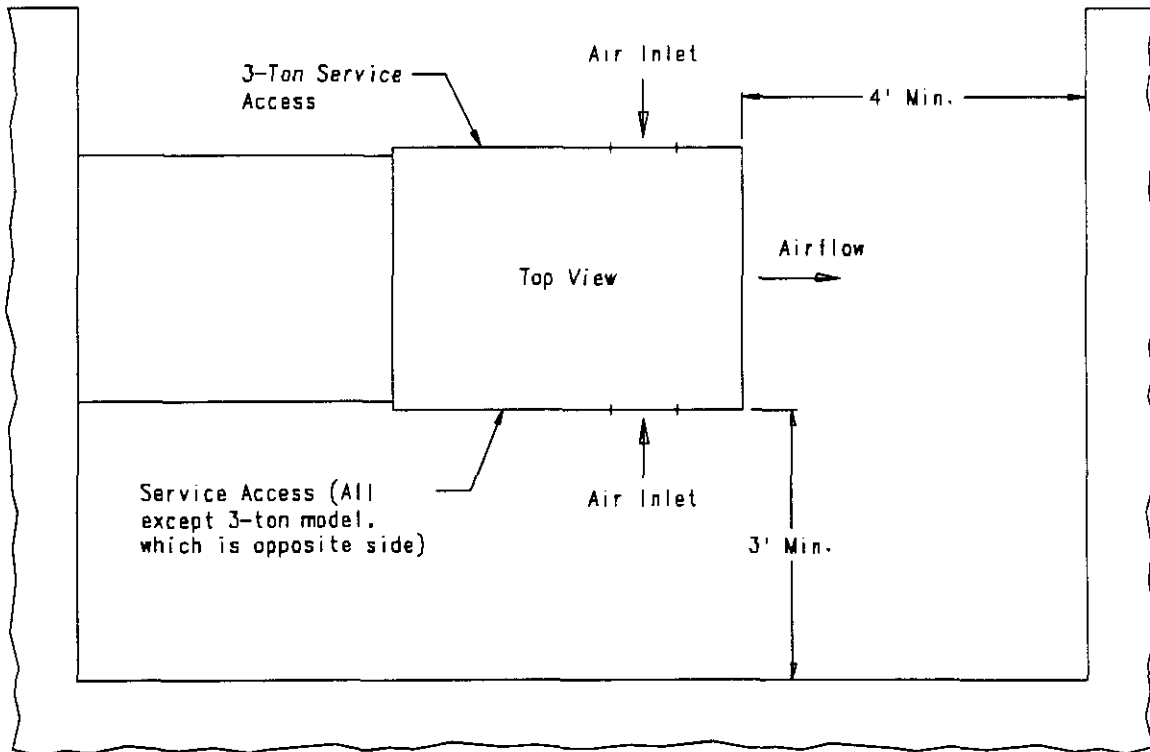 Air Inlet
3-Ton Service
Access
4' Min.
Airflow
Top View
Service Access (All
except 3-ton model.
which is opposite side)
Air Inlet
3' Min.